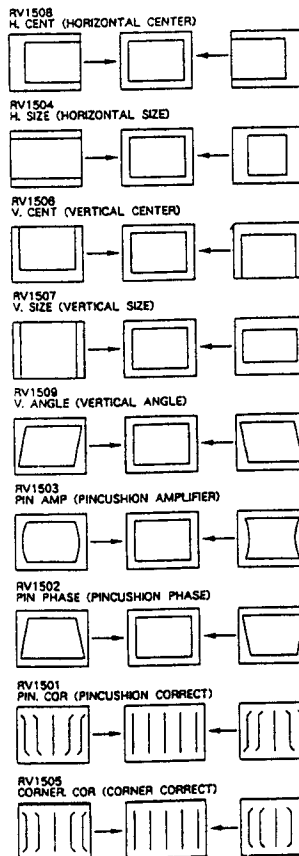 RV1508
H. CENT (HORIZONTAL CENTER)
RV1504
H. SIZE (HORIZONTAL SIZE)
RV1506
V. CENT (VERTICAL CENTER)
RV1507
V. SIZE (VERTICAL SIZE)
RV1509
V. ANGLE (VERTICAL ANGLE)
RV1503
PIN AMP (PINCUSHION AMPLIFIER)
RV1502
PIN PHASE (PINCUSHION PHASE)
RV1501
PIN. COR (PINCUSHION CORRECT)
RV1505
CORNER. COR (CORNER CORRECT)